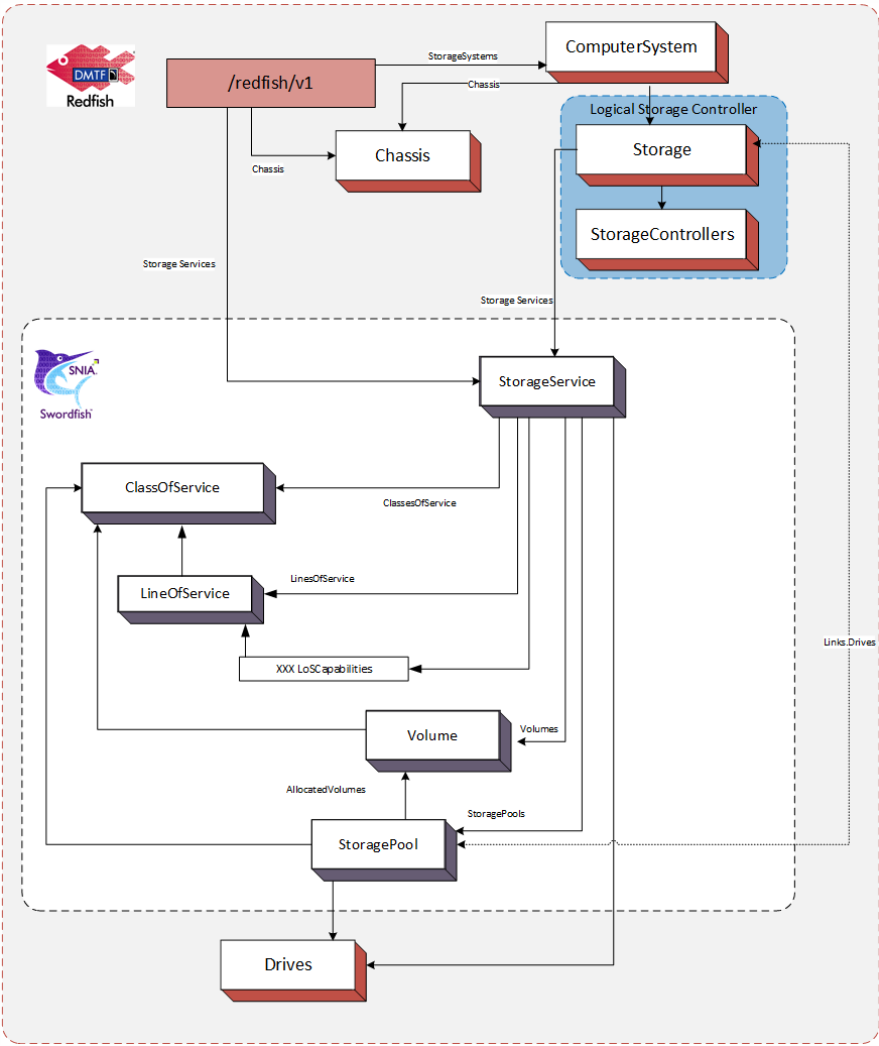 ComputerSystem
StorageSystems
DMTF
Redfish
/redfish/v1
Chassis
Logical Storage Controller
Storage
Chassis
Chassis
StorageControllers
Storage Services
Storage Services
SNIA
Swordfish
StorageService
ClassOfService
ClassesOfService
LinesOfService
LineOfService
Links.Drives
XXX LoSCapabilities
Volume
Volumes
AllocatedVolumes
StoragePools
StoragePool
Drives